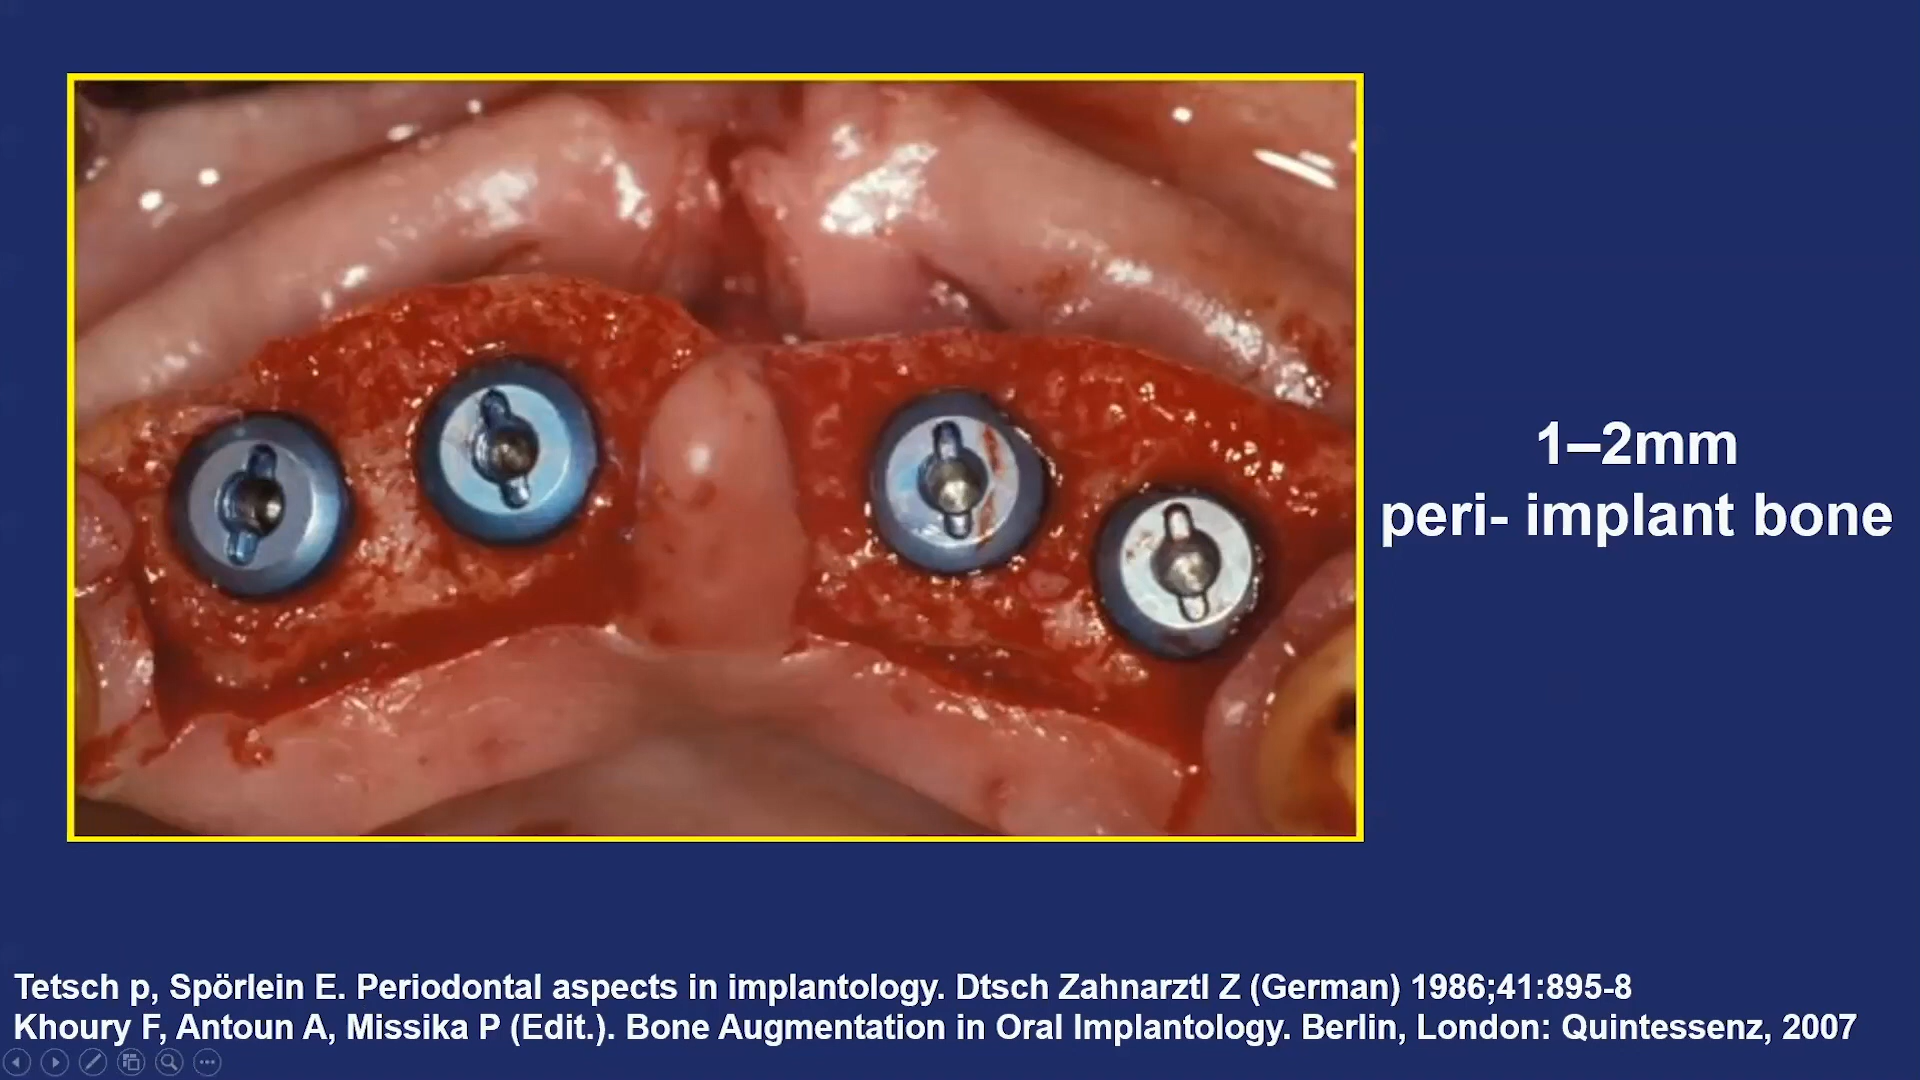 1–2mm
peri- implant bone
Tetsch p, Spörlein E. Periodontal aspects in implantology. Dtsch Zahnarztl Z (German) 1986;41:895-8
Khoury F, Antoun A, Missika P (Edit.). Bone Augmentation in Oral Implantology. Berlin, London: Quintessenz, 2007